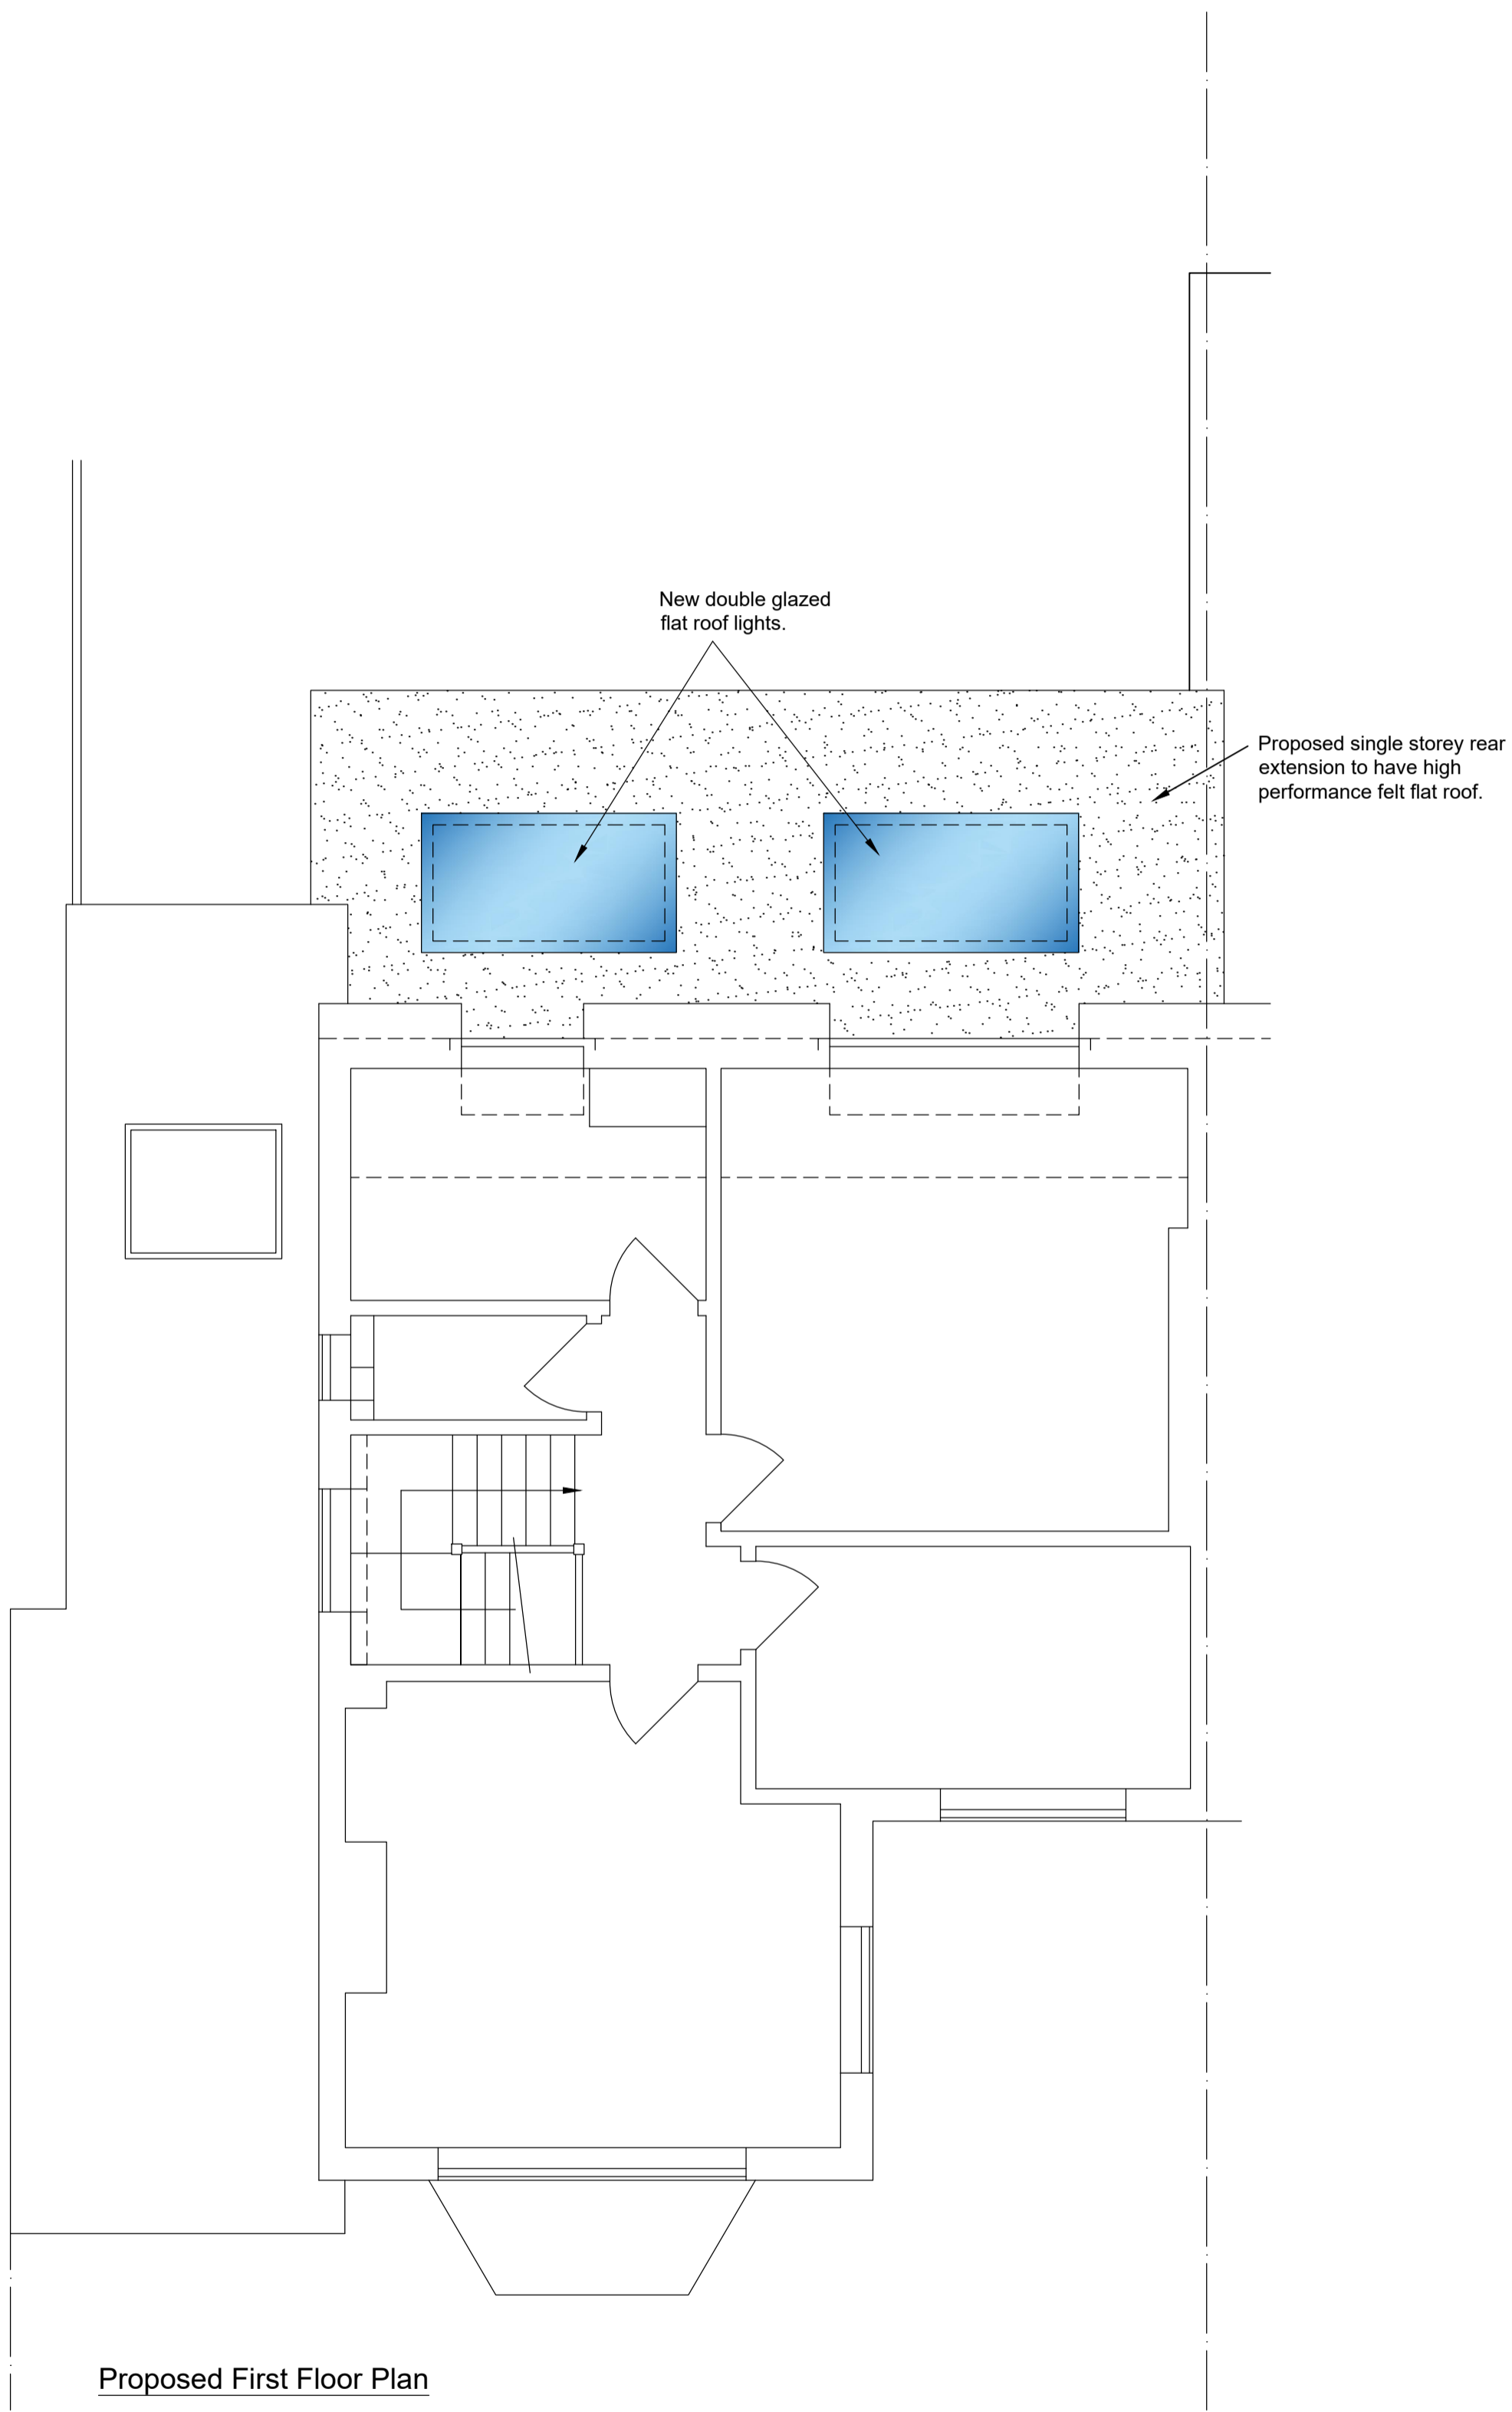 New double glazed
flat roof lights.
Proposed single storey rear
extension to have high
performance felt flat roof.
Proposed First Floor Plan